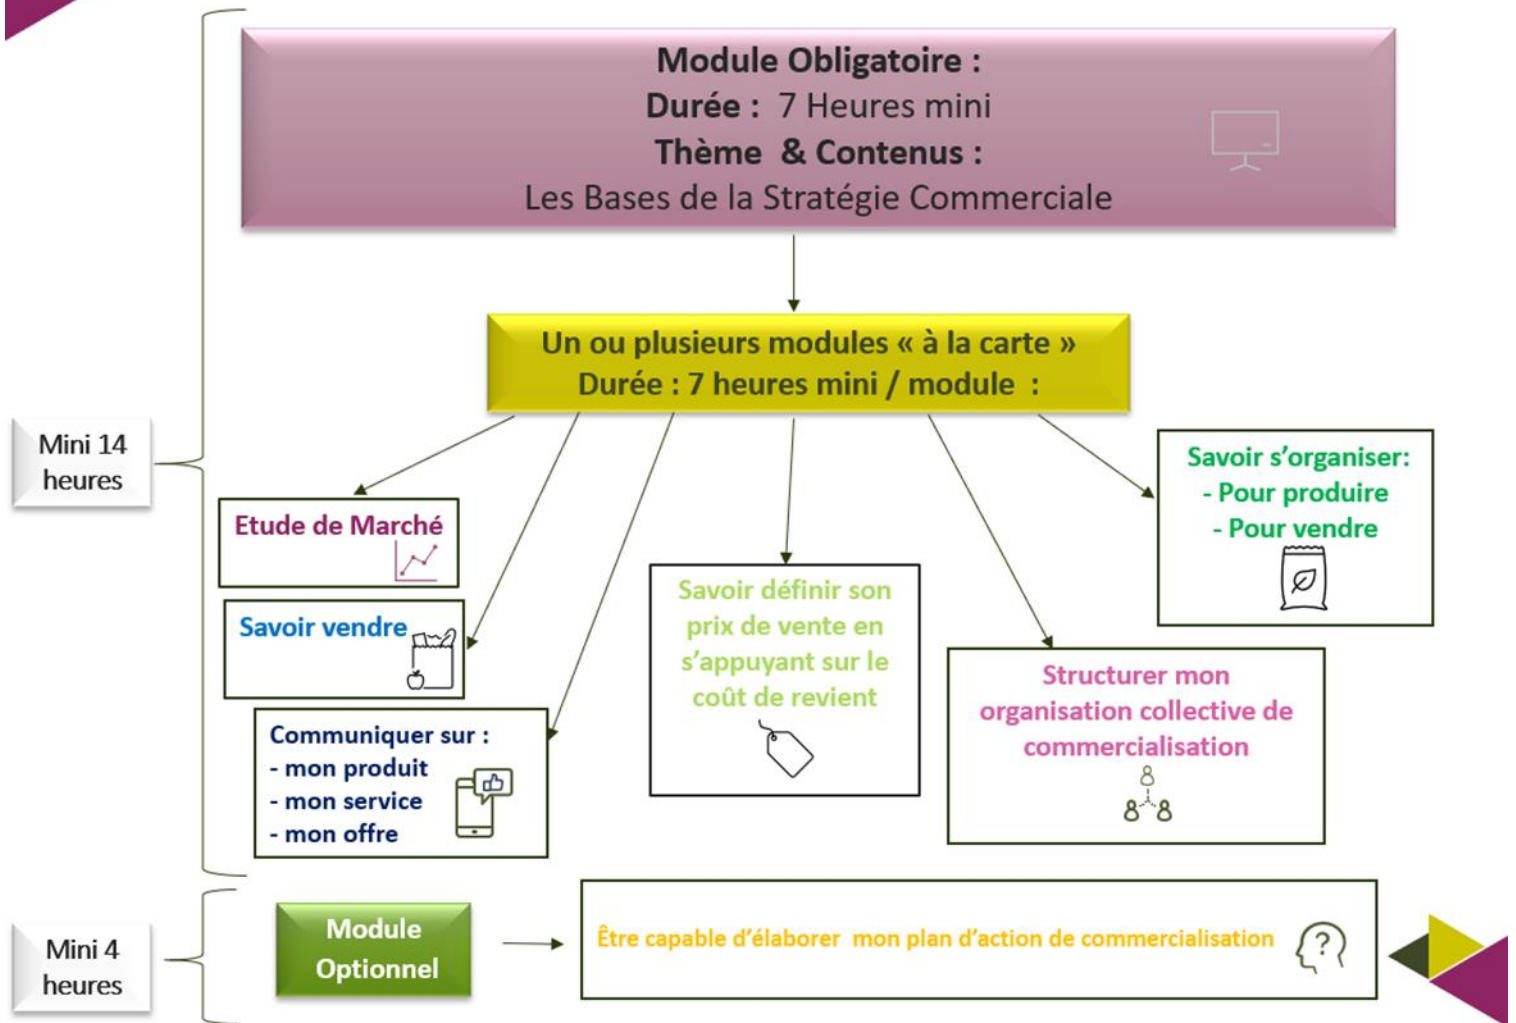 Module Obligatoire :
Durée : 7 Heures mini
Thème & Contenus :
Les Bases de la Stratégie Commerciale
Un ou plusieurs modules « à la carte »
Durée : 7 heures mini / module :
Mini 14
heures
Etude de Marché
Savoir vendre
Communiquer sur :
- mon produit
- mon service
- mon offre
Savoir définir son
prix de vente en
s’appuyant sur le
coût de revient
Structurer mon
organisation collective de
commercialisation
Savoir s’organiser:
- Pour produire
- Pour vendre
Mini 4
heures
Module
Optionnel
Être capable d’élaborer mon plan d’action de commercialisation
?